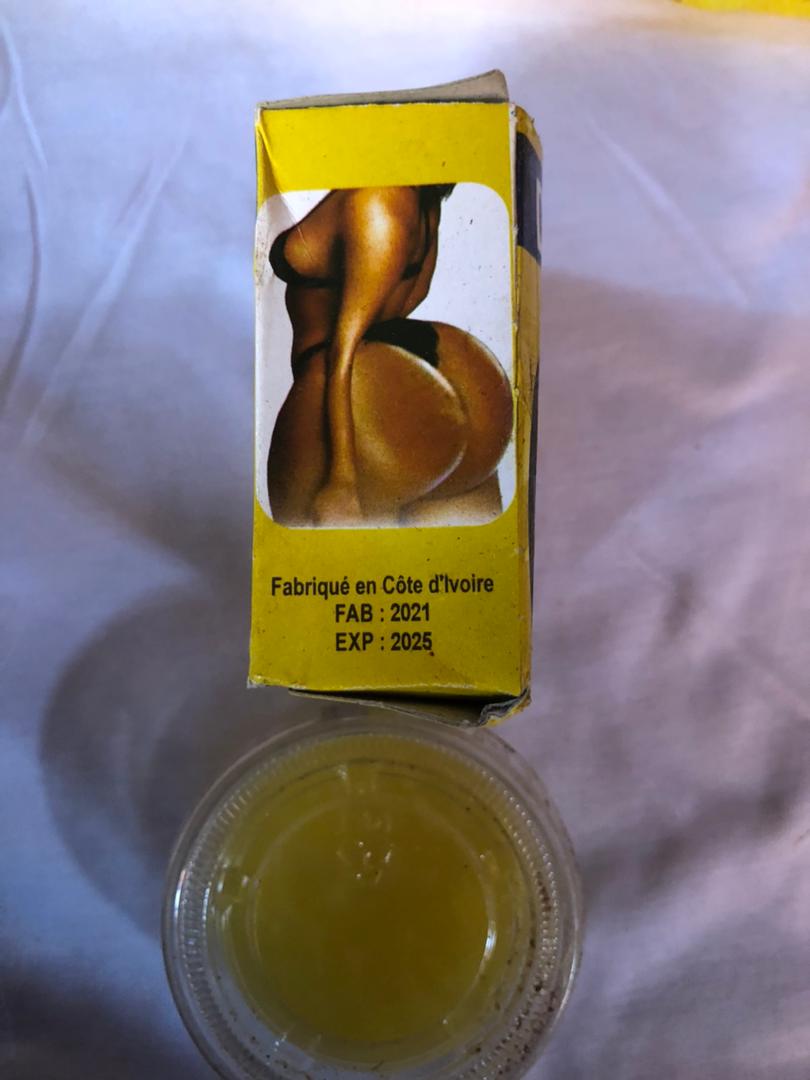 Fabriqué en Côte d'Ivoire
FAB : 2021
EXP : 2025